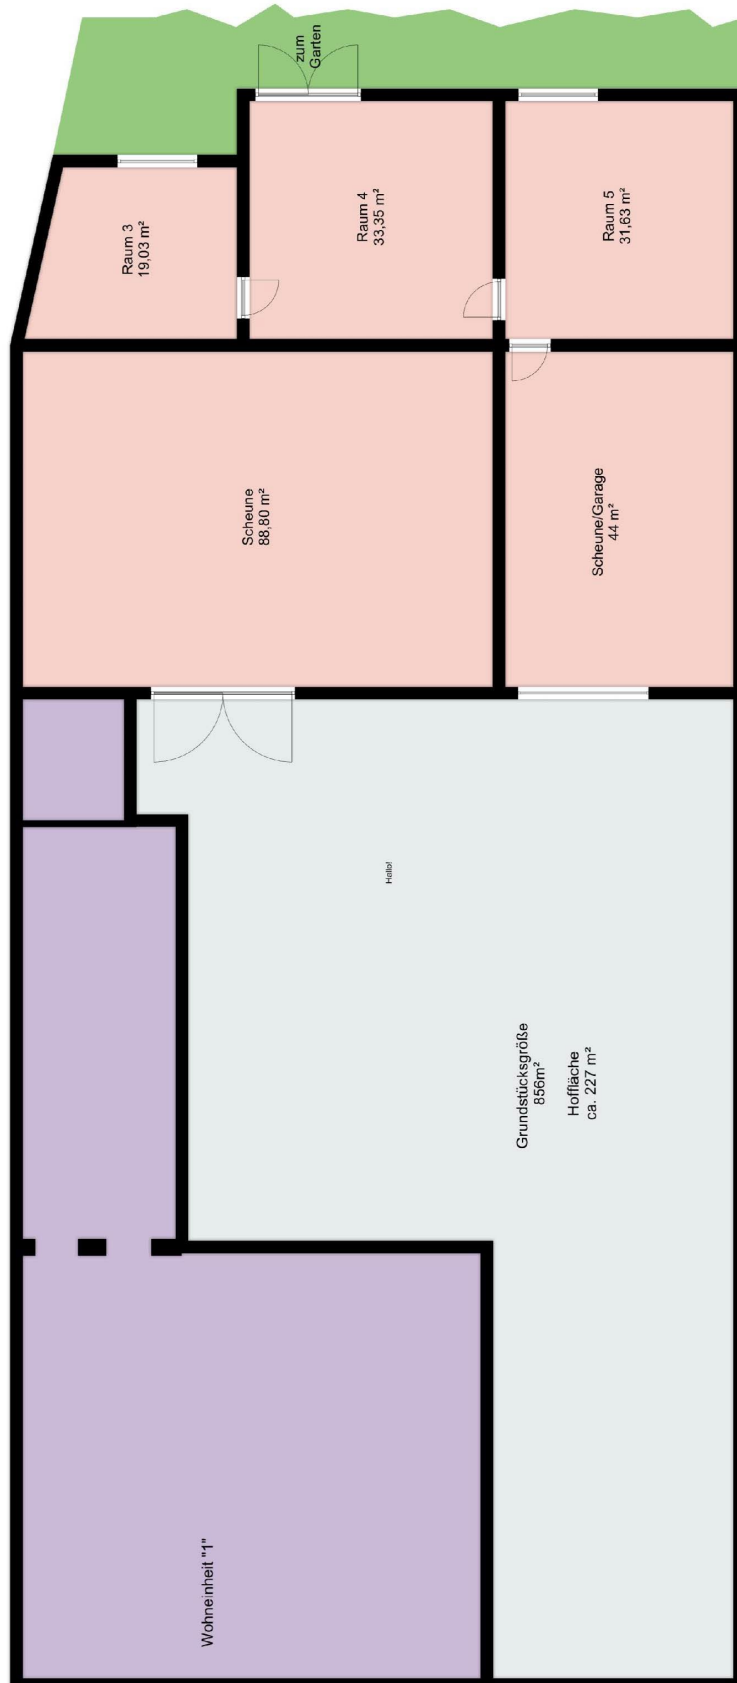 zum
Garten
Raum 3
19,03 m²
Raum 4
33,35 m²
Raum 5
31,63 m²
Scheune
88,80 m²
Scheune/Garage
44 m²
Hallo!
Grundstücksgröße
856m²
Hoffläche
ca. 227 m²
Wohneinheit "1"